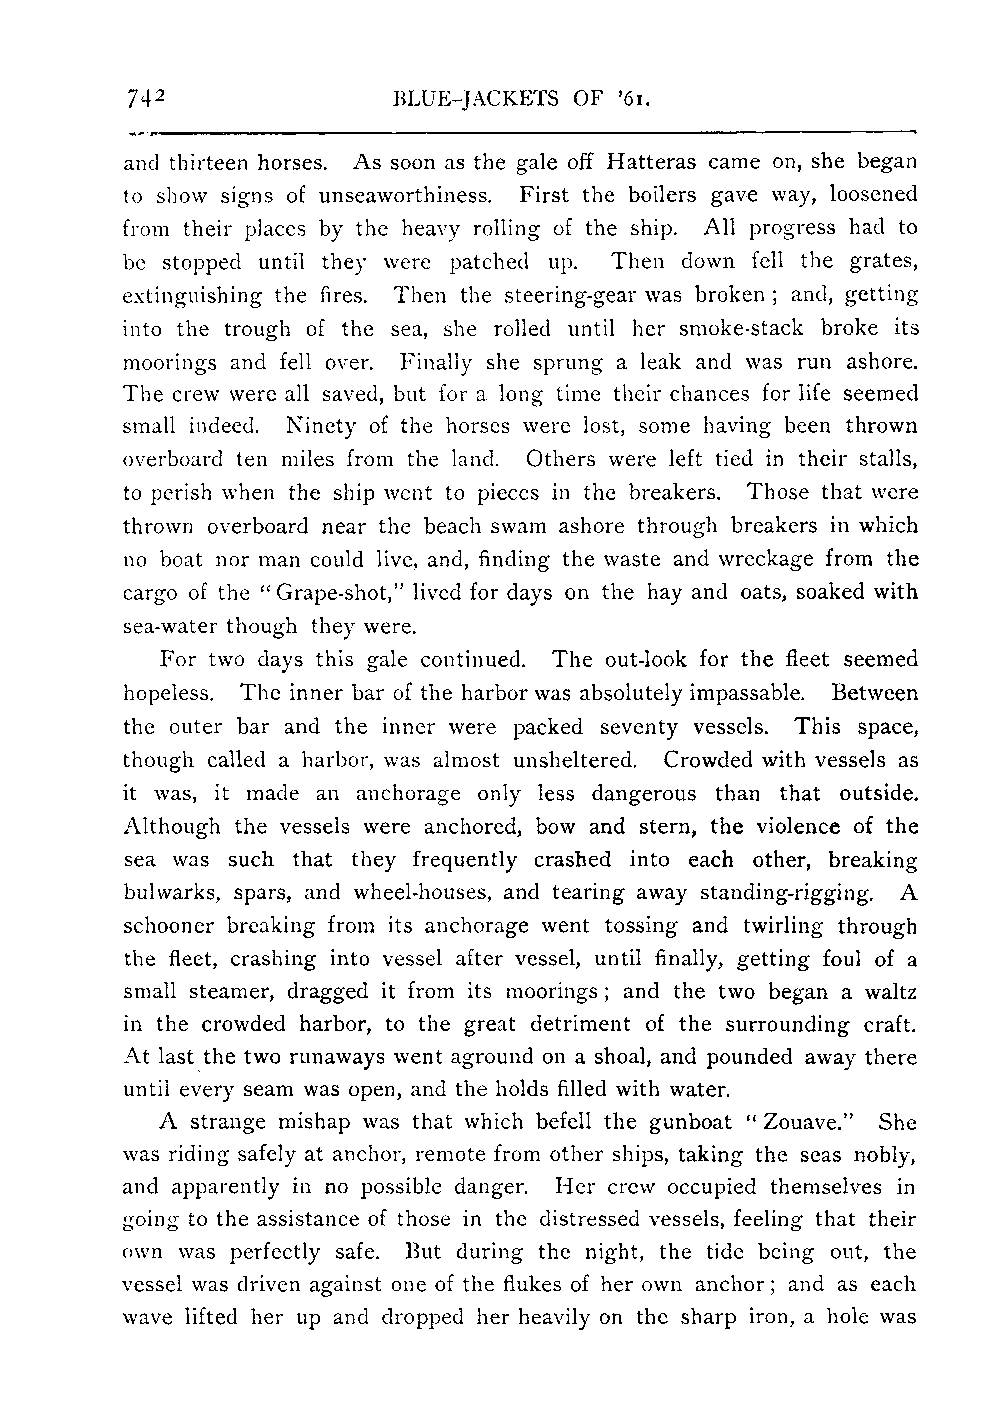 742 BLUE-JACKETS OF '61.
and thirteen horses. As soon as the gale off Hatteras came on, she began
to show signs of unseaworthiness. First the boilers gave way, loosened
from their places by the heavy rolling of the ship. All progress had to
be stopped until they were patched up. Then down fell the grates,
extinguishing the fires. Then the steering-gear was broken; and, getting
into the trough of the sea, she rolled until her smoke-stack broke its
moorings and fell over. Finally she sprung a leak and was run ashore.
The crew were all saved, but for a long time their chances for life seemed
small indeed. Ninety of the horses were lost, some having been thrown
overboard ten miles from the land. Others were left tied in their stalls,
to perish when the ship went to pieces in the breakers. Those that were
thrown overboard near the beach swam ashore through breakers in which
no boat nor man could live, and, finding the waste and wreckage from the
cargo of the "Grape-shot," lived for days on the hay and oats, soaked with
sea-water though they were.
For two days this gale continued. The out-look for the fleet seemed
hopeless. The inner bar of the harbor was absolutely impassable. Between
the outer bar and the inner were packed seventy vessels. This space,
though called a harbor, was almost unsheltered. Crowded with vessels as
it was, it made an anchorage only less dangerous than that outside.
Although the vessels were anchored, bow and stern, the violence of the
sea was such that they frequently crashed into each other, breaking
bulwarks, spars, and wheel-houses, and tearing away standing-rigging. A
schooner breaking from its anchorage went tossing and twirling through
the fleet, crashing into vessel after vessel, until finally, getting foul of a
small steamer, dragged it from its moorings; and the two began a waltz
in the crowded harbor, to the great detriment of the surrounding craft.
At last the two runaways went aground on a shoal, and pounded away there
until every seam was open, and the holds filled with water.
A strange mishap was that which befell the gunboat "Zouave." She
was riding safely at anchor, remote from other ships, taking the seas nobly,
and apparently in no possible danger. Her crew occupied themselves in
going to the assistance of those in the distressed vessels, feeling that their
own was perfectly safe. But during the night, the tide being out, the
vessel was driven against one of the flukes of her own anchor; and as each
wave lifted her up and dropped her heavily on the sharp iron, a hole was